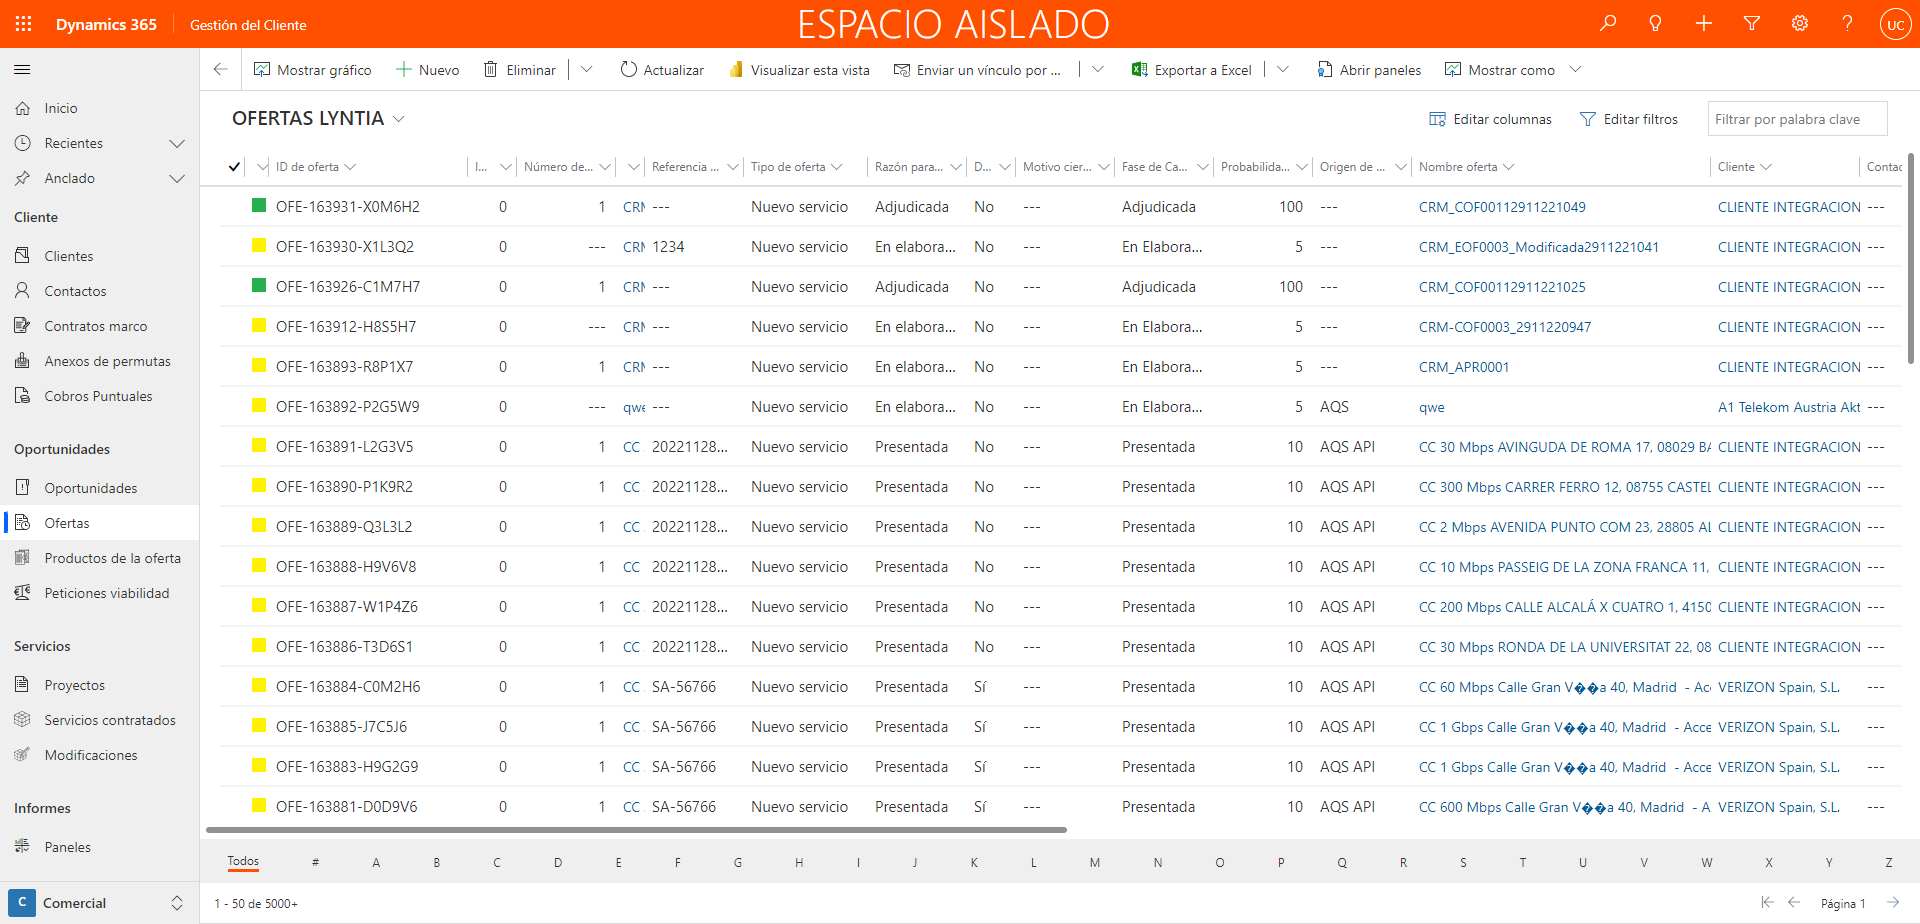 Dynamics 365 Gestión del Cliente ESPACIO AISLADO UC
Mostrar gráfico Nuevo Eliminar Actualizar Visualizar esta vista Enviar un vínculo por ... Exportar a Excel Abrir paneles Mostrar como
Inicio
Recientes
Anclado
Cliente
Clientes
Contactos
Contratos marco
Anexos de permutas
Cobros Puntuales
Oportunidades
Oportunidades
Ofertas
Productos de la oferta
Peticiones viabilidad
Servicios
Proyectos
Servicios contratados
Modificaciones
Informes
Paneles
C Comercial
OFERTAS LYNTIA Editar columnas Editar filtros Filtrar por palabra clave
ID de oferta I... Número de... Referencia ... Tipo de oferta Razón para... D... Motivo cier... Fase de Ca... Probabilida... Origen de ... Nombre oferta Cliente Contac
OFE-163931-X0M6H2 0 1 CRM --- Nuevo servicio Adjudicada No --- Adjudicada 100 --- CRM_COF00112911221049 CLIENTE INTEGRACION ---
OFE-163930-X1L3Q2 0 --- CRM 1234 Nuevo servicio En elabora... No --- En Elabora... 5 --- CRM_EOF0003_Modificada2911221041 CLIENTE INTEGRACION ---
OFE-163926-C1M7H7 0 1 CRM --- Nuevo servicio Adjudicada No --- Adjudicada 100 --- CRM_COF00112911221025 CLIENTE INTEGRACION ---
OFE-163912-H8S5H7 0 --- CRM --- Nuevo servicio En elabora... No --- En Elabora... 5 --- CRM-COF0003_2911220947 CLIENTE INTEGRACION ---
OFE-163893-R8P1X7 0 1 CRM --- Nuevo servicio En elabora... No --- En Elabora... 5 --- CRM_APR0001 CLIENTE INTEGRACION ---
OFE-163892-P2G5W9 0 --- qwe --- Nuevo servicio En elabora... No --- En Elabora... 5 AQS qwe A1 Telekom Austria Akt ---
OFE-163891-L2G3V5 0 1 CC 20221128... Nuevo servicio Presentada No --- Presentada 10 AQS API CC 30 Mbps AVINGUDA DE ROMA 17, 08029 BA CLIENTE INTEGRACION ---
OFE-163890-P1K9R2 0 1 CC 20221128... Nuevo servicio Presentada No --- Presentada 10 AQS API CC 300 Mbps CARRER FERRO 12, 08755 CASTEL CLIENTE INTEGRACION ---
OFE-163889-Q3L3L2 0 1 CC 20221128... Nuevo servicio Presentada No --- Presentada 10 AQS API CC 2 Mbps AVENIDA PUNTO COM 23, 28805 AL CLIENTE INTEGRACION ---
OFE-163888-H9V6V8 0 1 CC 20221128... Nuevo servicio Presentada No --- Presentada 10 AQS API CC 10 Mbps PASSEIG DE LA ZONA FRANCA 11, CLIENTE INTEGRACION ---
OFE-163887-W1P4Z6 0 1 CC 20221128... Nuevo servicio Presentada No --- Presentada 10 AQS API CC 200 Mbps CALLE ALCALÁ X CUATRO 1, 4150 CLIENTE INTEGRACION ---
OFE-163886-T3D6S1 0 1 CC 20221128... Nuevo servicio Presentada No --- Presentada 10 AQS API CC 30 Mbps RONDA DE LA UNIVERSITAT 22, 08 CLIENTE INTEGRACION ---
OFE-163884-C0M2H6 0 1 CC SA-56766 Nuevo servicio Presentada Sí --- Presentada 10 AQS API CC 60 Mbps Calle Gran V��a 40, Madrid - Acc VERIZON Spain, S.L. ---
OFE-163885-J7C5J6 0 1 CC SA-56766 Nuevo servicio Presentada Sí --- Presentada 10 AQS API CC 1 Gbps Calle Gran V��a 40, Madrid - Acce VERIZON Spain, S.L. ---
OFE-163883-H9G2G9 0 1 CC SA-56766 Nuevo servicio Presentada Sí --- Presentada 10 AQS API CC 1 Gbps Calle Gran V��a 40, Madrid - Acce VERIZON Spain, S.L. ---
OFE-163881-D0D9V6 0 1 CC SA-56766 Nuevo servicio Presentada Sí --- Presentada 10 AQS API CC 600 Mbps Calle Gran V��a 40, Madrid - A VERIZON Spain, S.L. ---
Todos # A B C D E F G H I J K L M N O P Q R S T U V W X Y Z
1 - 50 de 5000+ Página 1